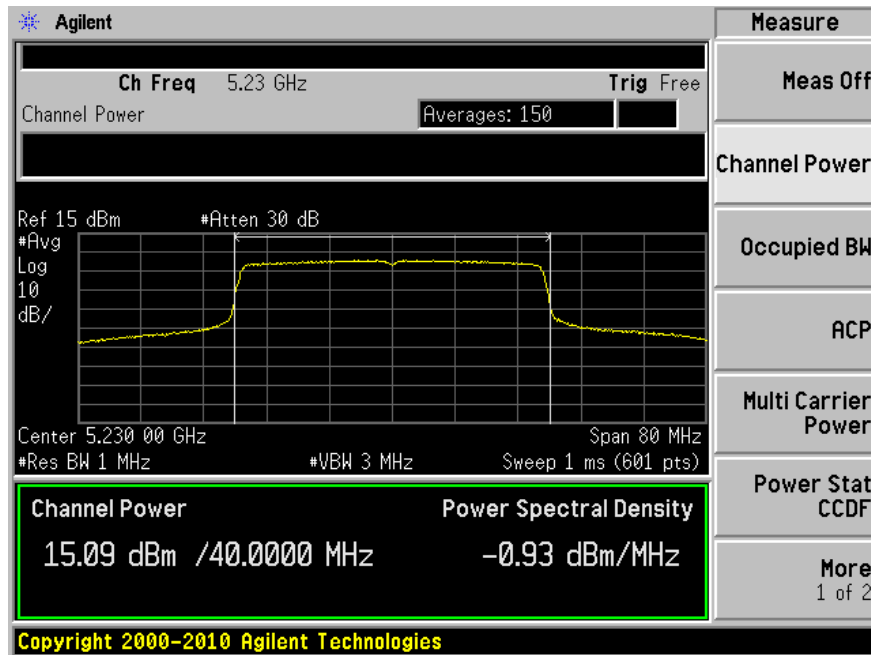 Agilent
Measure
Ch Freq 5.23 GHz Trig Free
Channel Power Averages: 150
Ref 15 dBm #Atten 30 dB
#Avg
Log
10
dB/
Center 5.230 00 GHz Span 80 MHz
#Res BW 1 MHz #VBW 3 MHz Sweep 1 ms (601 pts)
Channel Power Power Spectral Density
15.09 dBm /40.0000 MHz -0.93 dBm/MHz
Copyright 2000-2010 Agilent Technologies
Meas Off
Channel Power
Occupied BW
ACP
Multi Carrier
Power
Power Stat
CCDF
More
1 of 2